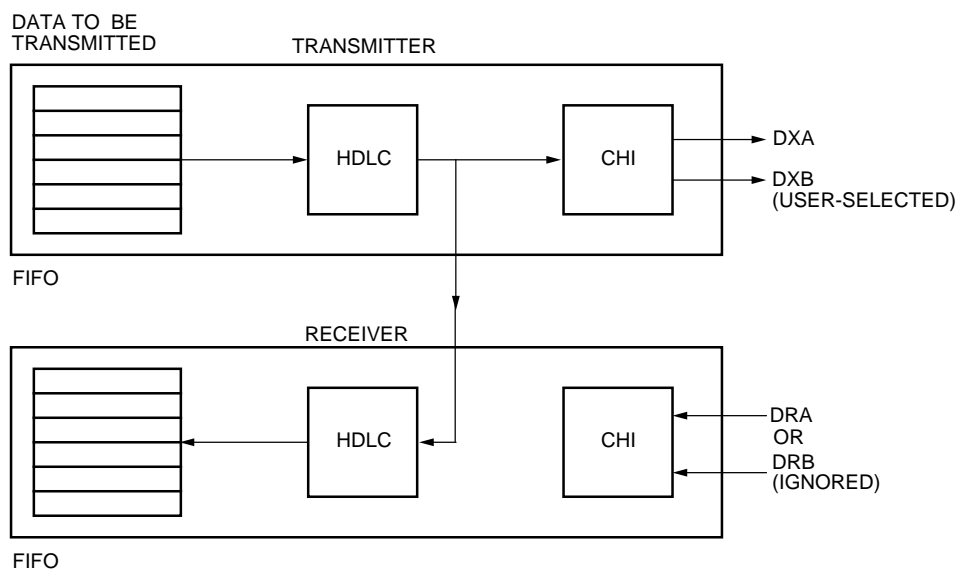 DATA TO BE
TRANSMITTED
TRANSMITTER
HDLC
CHI
DXA
DXB
(USER-SELECTED)
FIFO
RECEIVER
HDLC
CHI
DRA
OR
DRB
(IGNORED)
FIFO